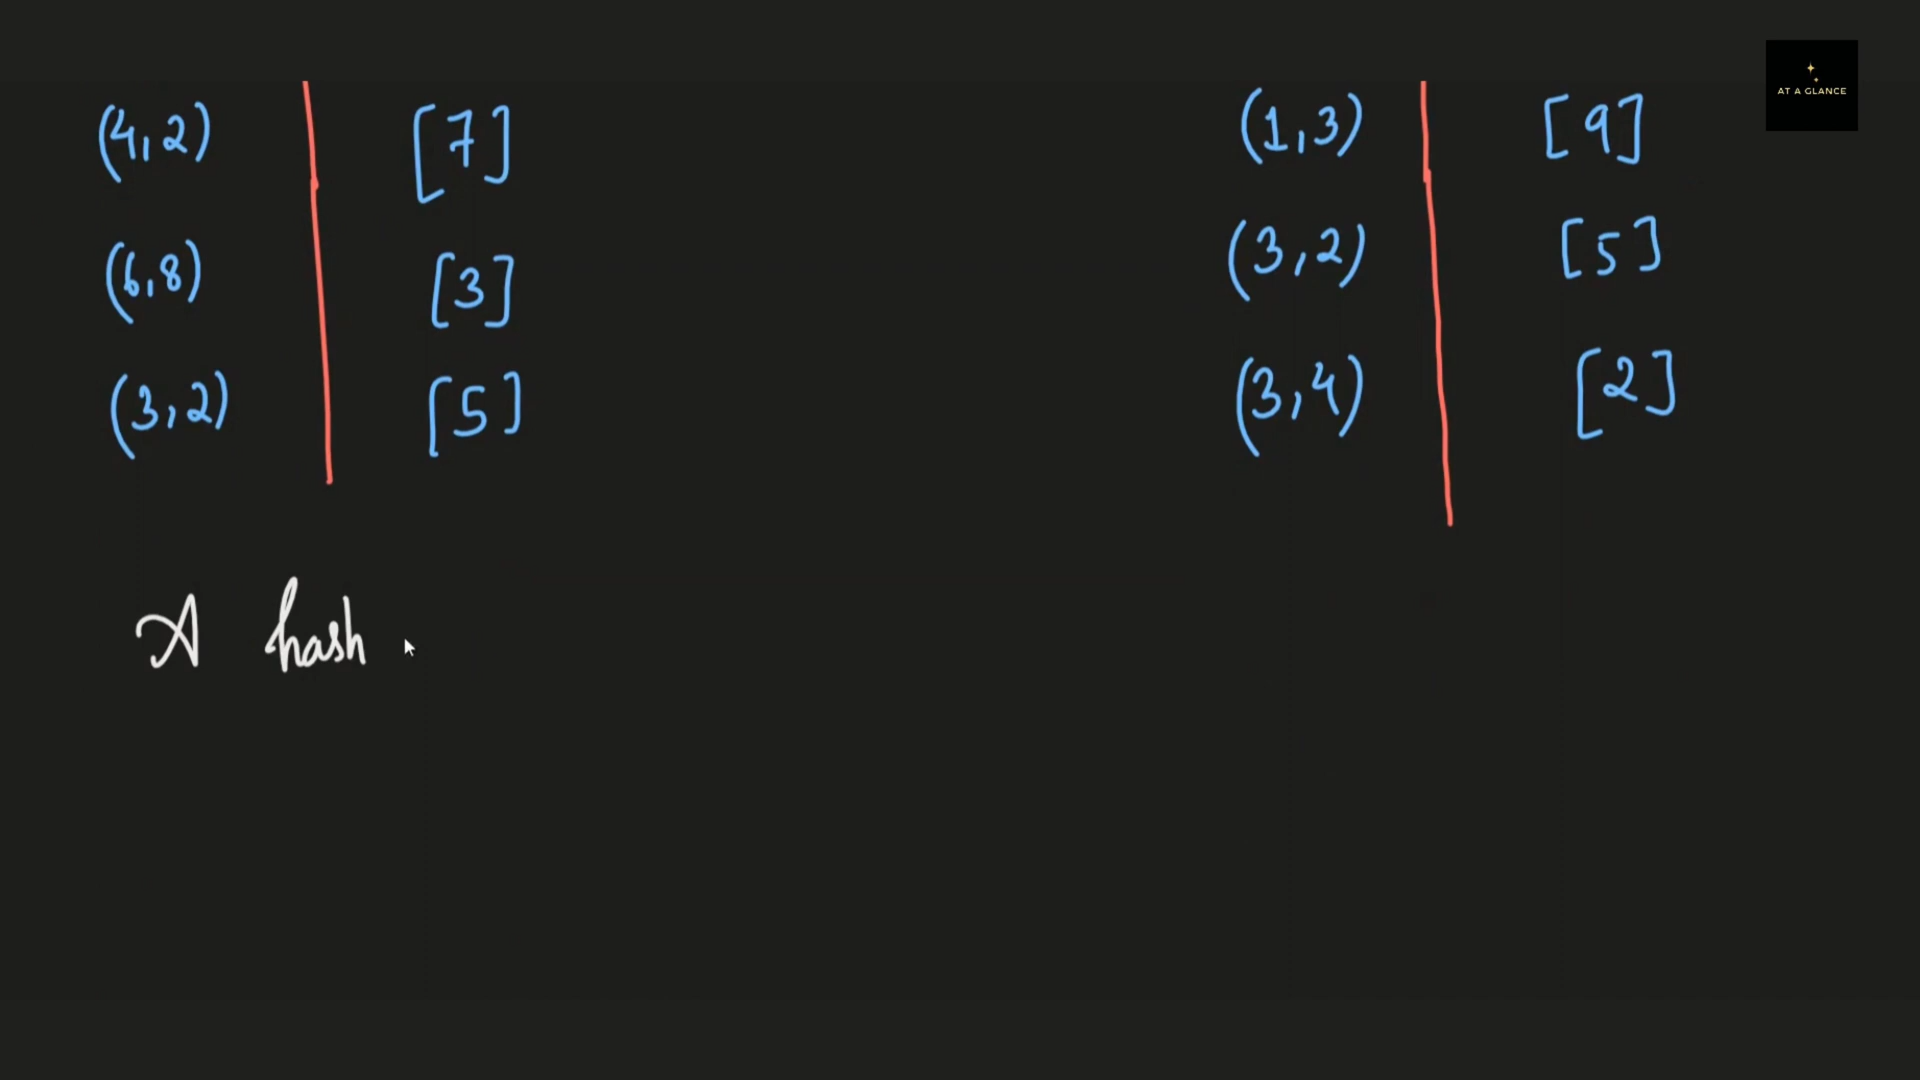 (4,2) [7] (1,3) [9]
(6,8) [3] (3,2) [5]
(3,2) [5] (3,4) [2]
A hash
AT A GLANCE